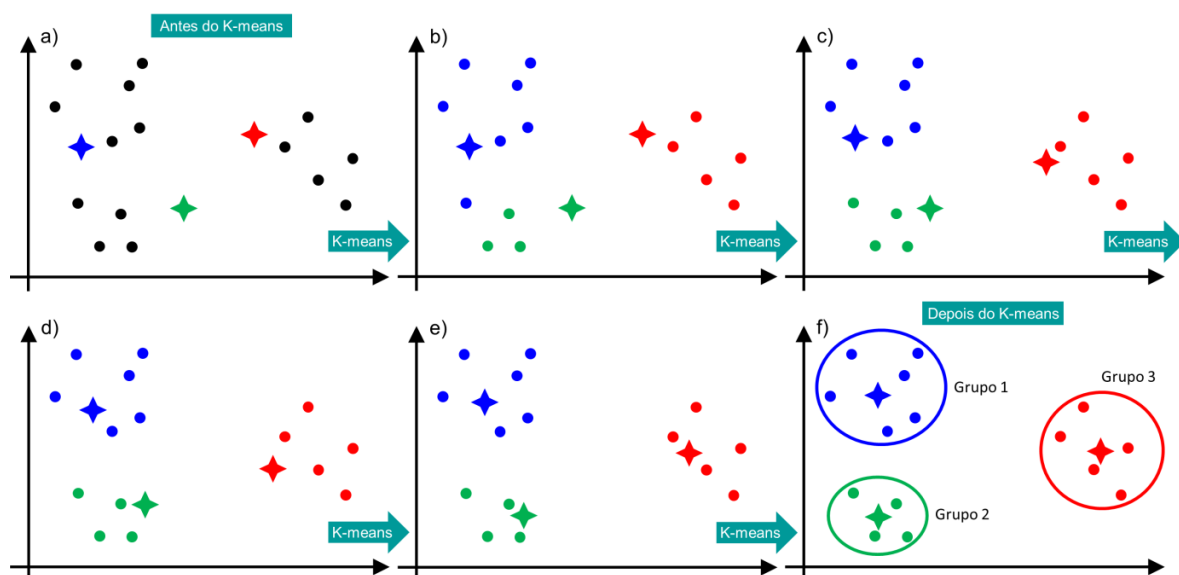 a)
Antes do K-means
b)
c)
K-means
K-means
K-means
d)
e)
f)
Depois do K-means
Grupo 1
Grupo 3
Grupo 2
K-means
K-means